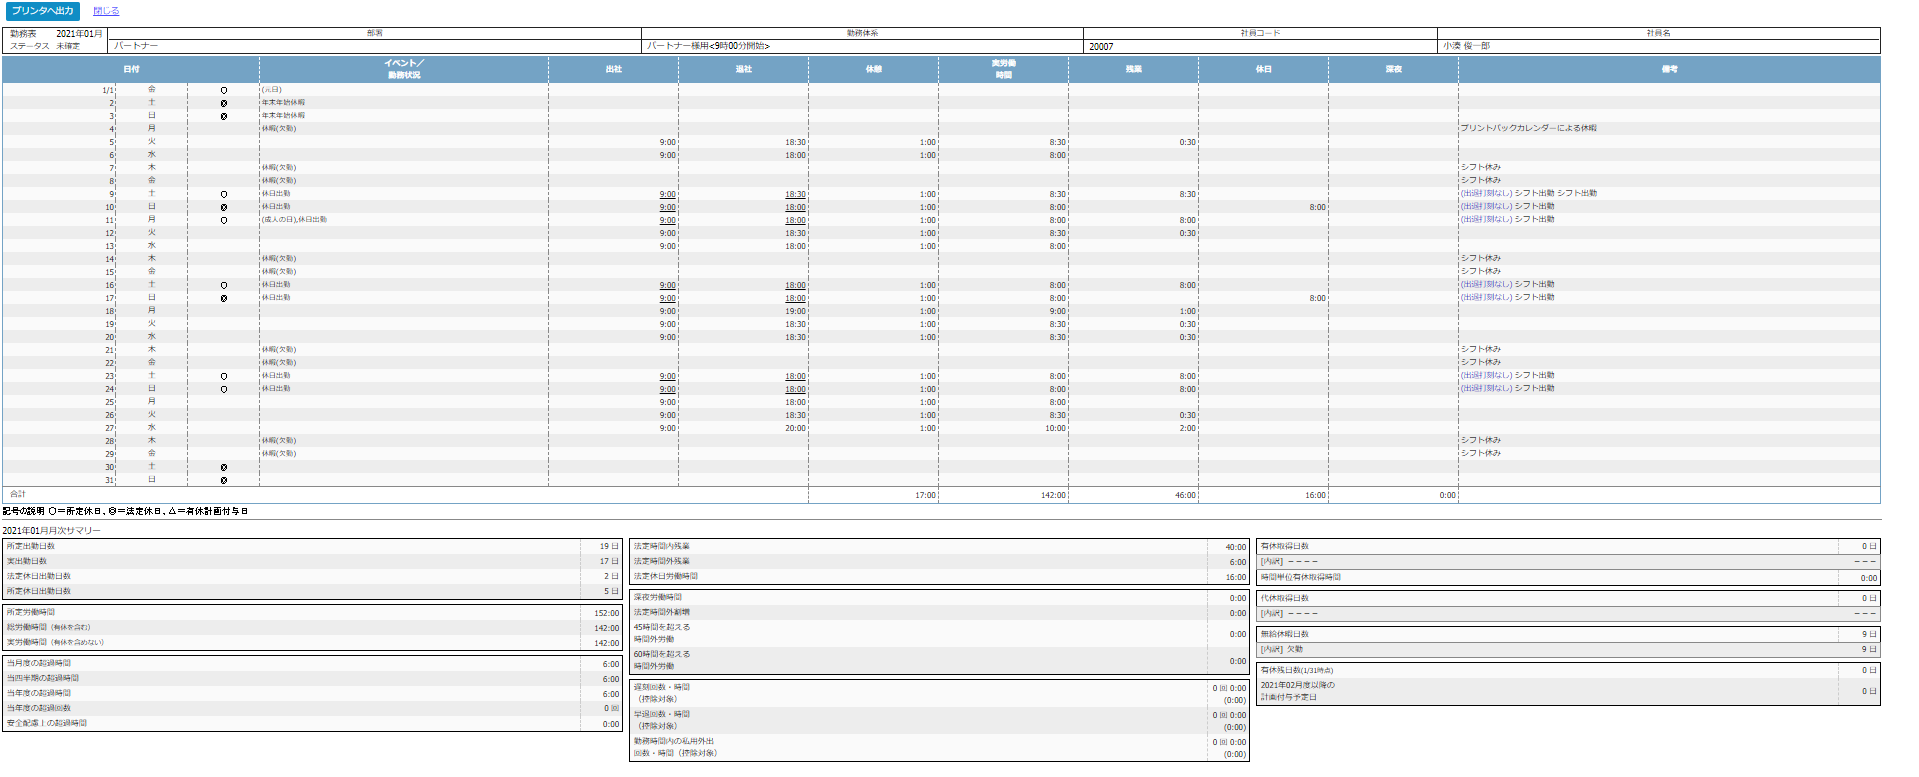 プリンタへ出力 閉じる
勤務表 2021年01月 部署 勤務体系 社員コード 社員名
ステータス 未確定 パートナー パートナー様用<9時00分開始> 20007 小湊 俊一郎
日付 イベント／ 勤務状況 出社 退社 休憩 実労働 時間 残業 休日 深夜 備考
1/1 金 ○ (元日)
2 土 ◎ 年末年始休暇
3 日 ◎ 年末年始休暇
4 月 休暇(欠勤) プリントパックカレンダーによる休暇
5 火 9:00 18:30 1:00 8:30 0:30
6 水 9:00 18:00 1:00 8:00
7 木 休暇(欠勤) シフト休み
8 金 休暇(欠勤) シフト休み
9 土 ○ 休日出勤 9:00 18:30 1:00 8:30 8:30 (出退打刻なし) シフト出勤 シフト出勤
10 日 ◎ 休日出勤 9:00 18:00 1:00 8:00 8:00 (出退打刻なし) シフト出勤
11 月 ○ (成人の日),休日出勤 9:00 18:00 1:00 8:00 8:00 (出退打刻なし) シフト出勤
12 火 9:00 18:30 1:00 8:30 0:30
13 水 9:00 18:00 1:00 8:00
14 木 休暇(欠勤) シフト休み
15 金 休暇(欠勤) シフト休み
16 土 ○ 休日出勤 9:00 18:00 1:00 8:00 8:00 (出退打刻なし) シフト出勤
17 日 ◎ 休日出勤 9:00 18:00 1:00 8:00 8:00 (出退打刻なし) シフト出勤
18 月 9:00 19:00 1:00 9:00 1:00
19 火 9:00 18:30 1:00 8:30 0:30
20 水 9:00 18:30 1:00 8:30 0:30
21 木 休暇(欠勤) シフト休み
22 金 休暇(欠勤) シフト休み
23 土 ○ 休日出勤 9:00 18:00 1:00 8:00 8:00 (出退打刻なし) シフト出勤
24 日 ○ 休日出勤 9:00 18:00 1:00 8:00 8:00 (出退打刻なし) シフト出勤
25 月 9:00 18:00 1:00 8:00
26 火 9:00 18:30 1:00 8:30 0:30
27 水 9:00 20:00 1:00 10:00 2:00
28 木 休暇(欠勤) シフト休み
29 金 休暇(欠勤) シフト休み
30 土 ◎
31 日 ◎
合計 17:00 142:00 46:00 16:00 0:00
記号の説明 ○＝所定休日、◎＝法定休日、△＝有休計画付与日
2021年01月月次サマリー
所定出勤日数 19 日
実出勤日数 17 日
法定休日出勤日数 2 日
所定休日出勤日数 5 日
所定労働時間 152:00
総労働時間（有休を含む） 142:00
実労働時間（有休を含めない） 142:00
当月度の超過時間 6:00
当四半期の超過時間 6:00
当年度の超過時間 6:00
当年度の超過回数 0 回
安全配慮上の超過時間 0:00
法定時間内残業 40:00
法定時間外残業 6:00
法定休日労働時間 16:00
深夜労働時間 0:00
法定時間外割増 0:00
45時間を超える
時間外労働 0:00
60時間を超える
時間外労働 0:00
遅刻回数・時間 0 回 0:00
（控除対象） (0:00)
早退回数・時間 0 回 0:00
（控除対象） (0:00)
勤務時間内の私用外出 0 回 0:00
回数・時間（控除対象） (0:00)
有休取得日数 0 日
[内訳] －－－－ －－－
時間単位有休取得時間 0:00
代休取得日数 0 日
[内訳] －－－－ －－－
無給休暇日数 9 日
[内訳] 欠勤 9 日
有休残日数(1/31時点) 0 日
2021年02月度以降の
計画付与予定日 0 日